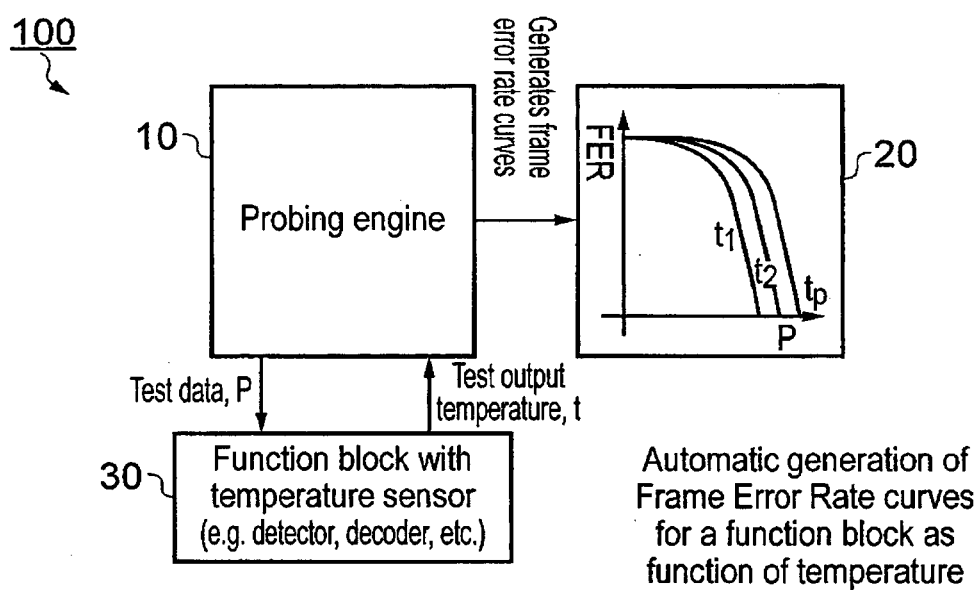 100
10
Probing engine
Generates frame
error rate curves
20
FER
t1
t2
tp
P
Test data, P
Test output
temperature, t
30
Function block with
temperature sensor
(e.g. detector, decoder, etc.)
Automatic generation of
Frame Error Rate curves
for a function block as
function of temperature